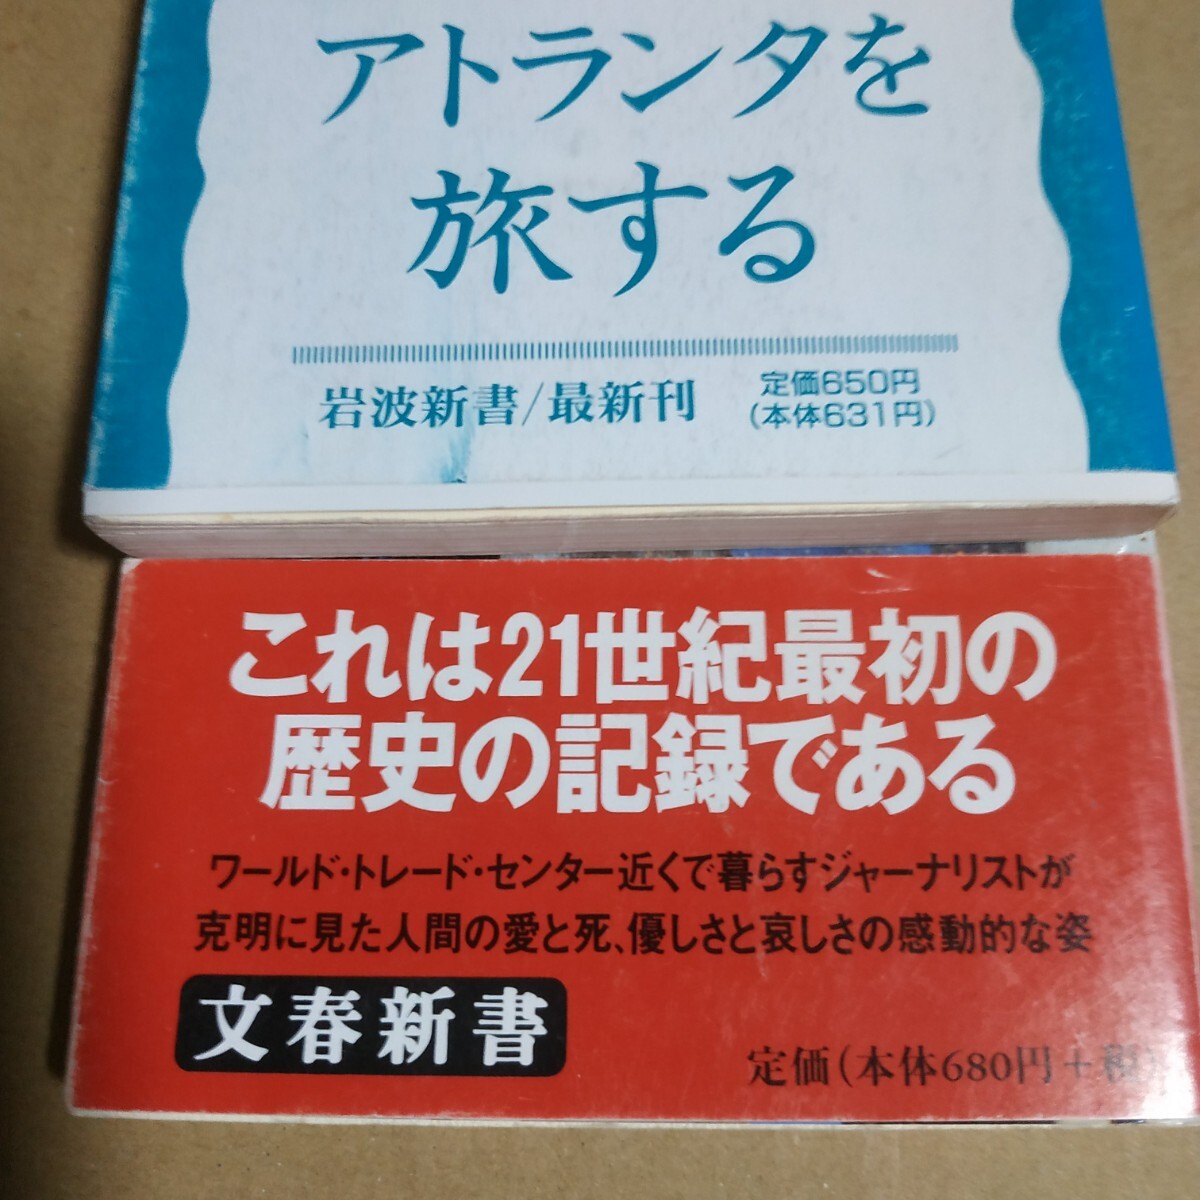 アトランタを
旅する
岩波新書/最新刊
定価650円
(本体631円)
これは21世紀最初の
歴史の記録である
ワールド・トレード・センター近くで暮らすジャーナリストが
克明に見た人間の愛と死、優しさと哀しさの感動的な姿
文春新書
定価(本体680円+税)